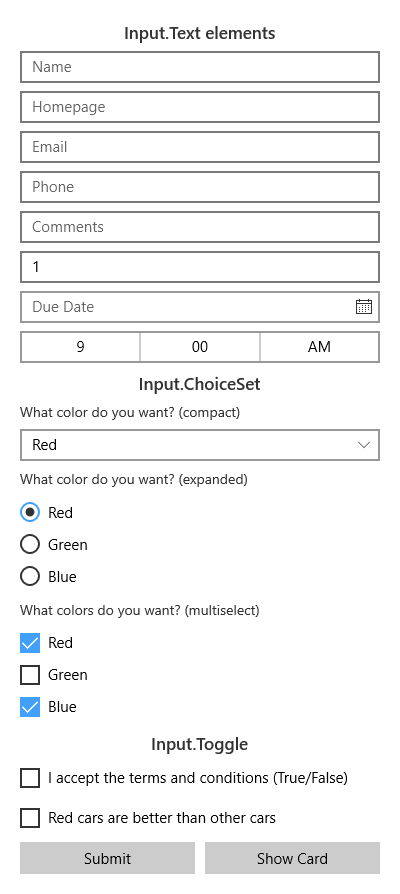 Input.Text elements
Name
Homepage
Email
Phone
Comments
1
Due Date
9 00 AM
Input.ChoiceSet
What color do you want? (compact)
Red
What color do you want? (expanded)
Red
Green
Blue
What colors do you want? (multiselect)
Red
Green
Blue
Input.Toggle
I accept the terms and conditions (True/False)
Red cars are better than other cars
Submit Show Card